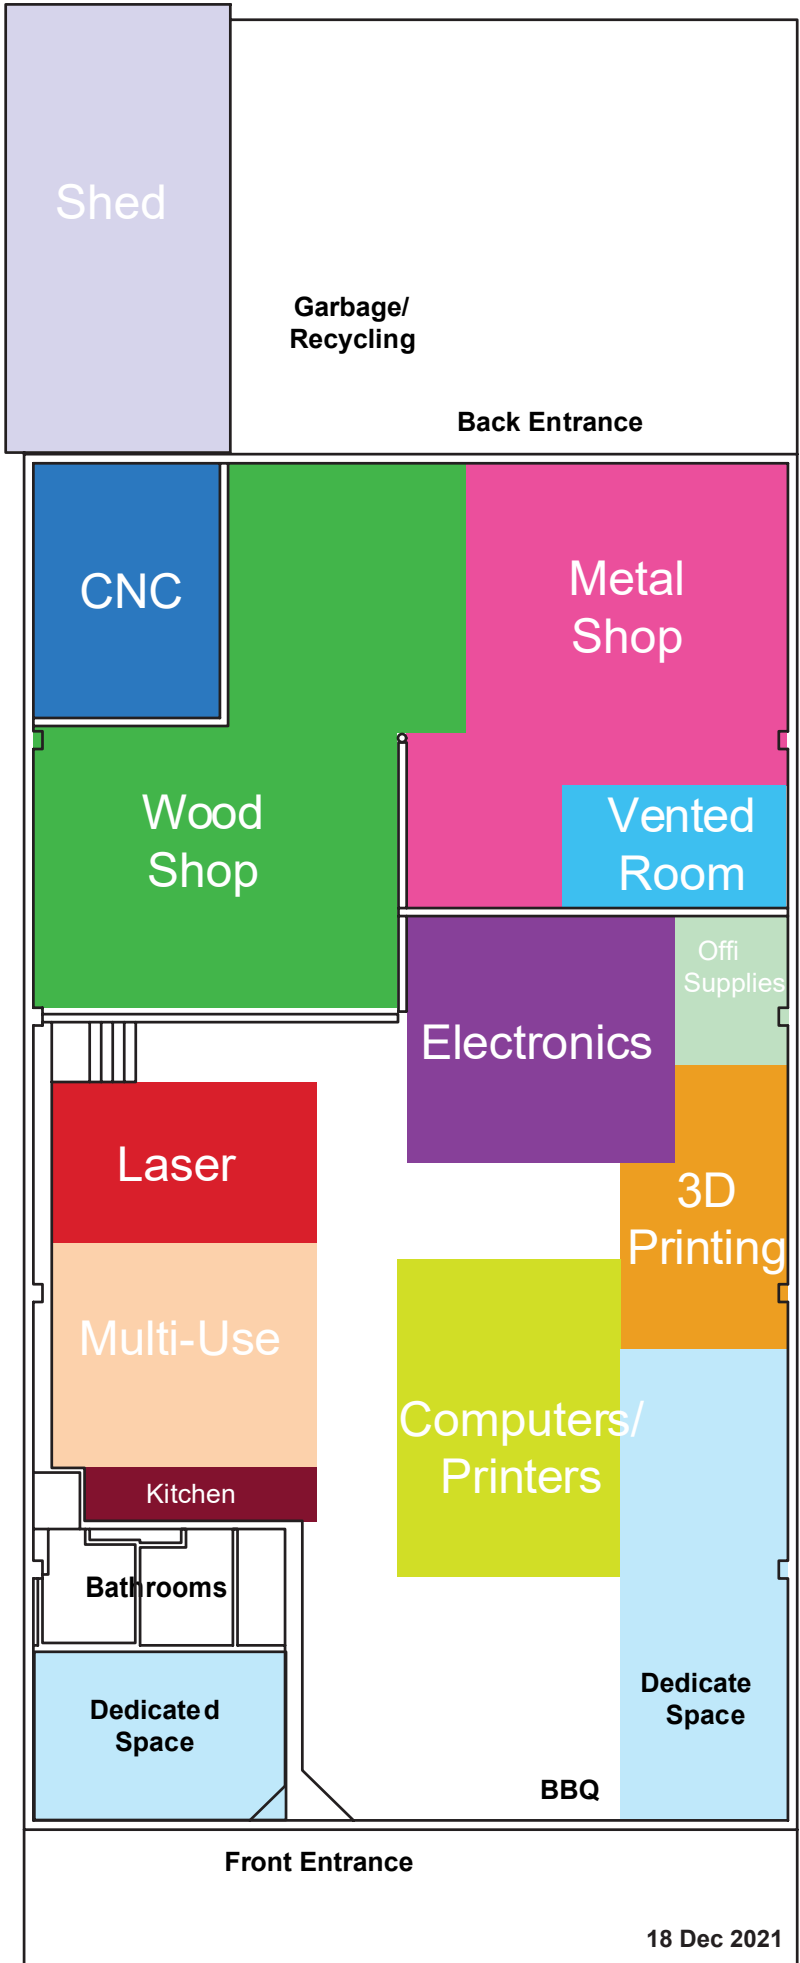 Shed
Garbage/
Recycling
Back Entrance
CNC
Metal
Shop
Wood
Shop
Vented
Room
Offi
Supplies
Electronics
Laser
3D
Printing
Multi-Use
Computers/
Printers
Kitchen
Bathrooms
Dedicated
Space
Dedicate
Space
BBQ
Front Entrance
18 Dec 2021